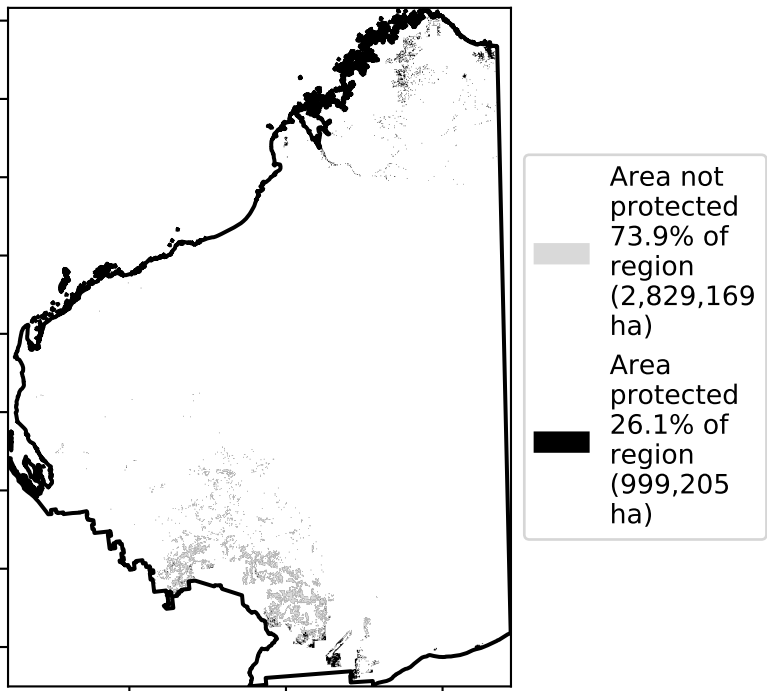 Area not
protected
73.9% of
region
(2,829,169
ha)
Area
protected
26.1% of
region
(999,205
ha)